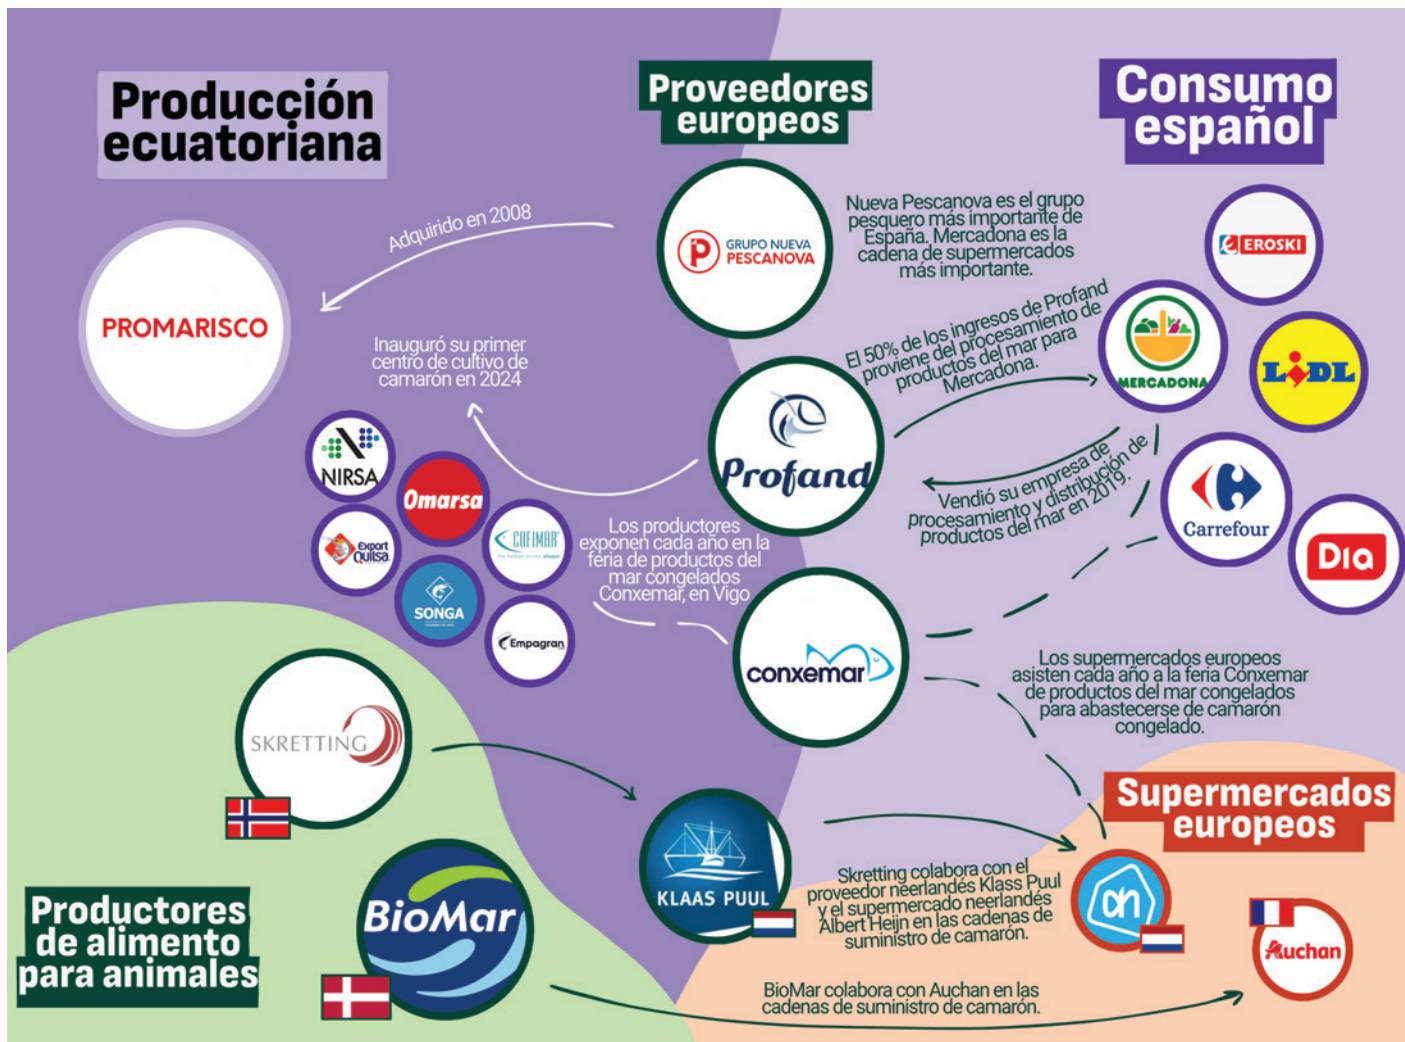 Producción
ecuatoriana
Proveedores
europeos
Consumo
español
PROMARISCO
Adquirido en 2008
GRUPO NUEVA
PESCANOVA
Nueva Pescanova es el grupo
pesquero más importante de
España. Mercadona es la
cadena de supermercados
más importante.
EROSKI
Inauguró su primer
centro de cultivo de
camarón en 2024
El 50% de los ingresos de Profand
proviene del procesamiento de
productos del mar para
Mercadona.
MERCADONA
LIDL
Profand
NIRSA
Omarsa
Export
Quilsa
COFIMAR
SONGA
Empagran
Los productores
exponen cada año en la
feria de productos del
mar congelados
Conxemar, en Vigo
Vendió su empresa de
procesamiento y distribución de
productos del mar en 2019.
Carrefour
Dia
conxemar
Los supermercados europeos
asisten cada año a la feria Conxemar
de productos del mar congelados
para abastecerse de camarón
congelado.
SKRETTING
Supermercados
europeos
KLAAS PUUL
Skretting colabora con el
proveedor neerlandés Klass Puul
y el supermercado neerlandés
Albert Heijn en las cadenas de
suministro de camarón.
ah
Auchan
BioMar
Productores
de alimento
para animales
BioMar colabora con Auchan en las
cadenas de suministro de camarón.